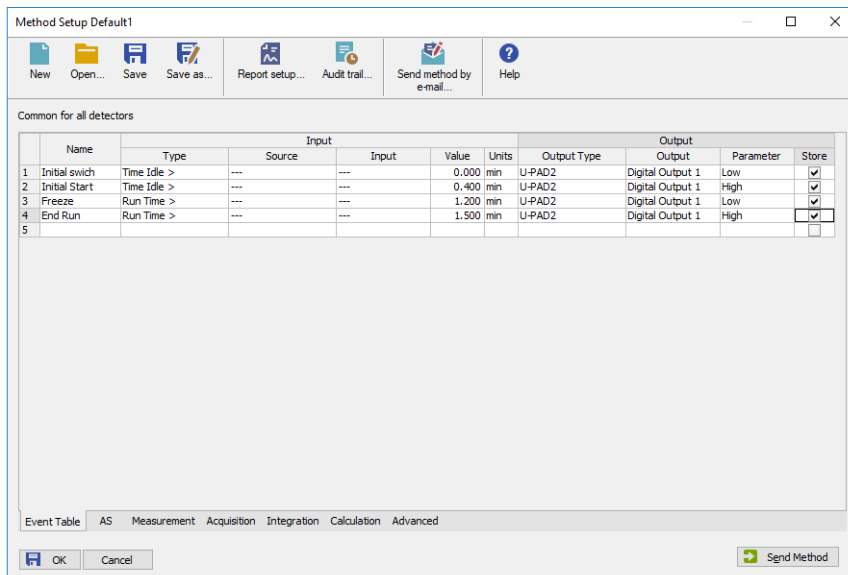 Method Setup Default1
New Open... Save Save as... Report setup... Audit trail... Send method by e-mail... Help
Common for all detectors
Name Input Output
Type Source Input Value Units Output Type Output Parameter Store
1 Initial swich Time Idle > --- --- 0.000 min U-PAD2 Digital Output 1 Low
2 Initial Start Time Idle > --- --- 0.400 min U-PAD2 Digital Output 1 High
3 Freeze Run Time > --- --- 1.200 min U-PAD2 Digital Output 1 Low
4 End Run Run Time > --- --- 1.500 min U-PAD2 Digital Output 1 High
5
Event Table AS Measurement Acquisition Integration Calculation Advanced
OK Cancel Send Method